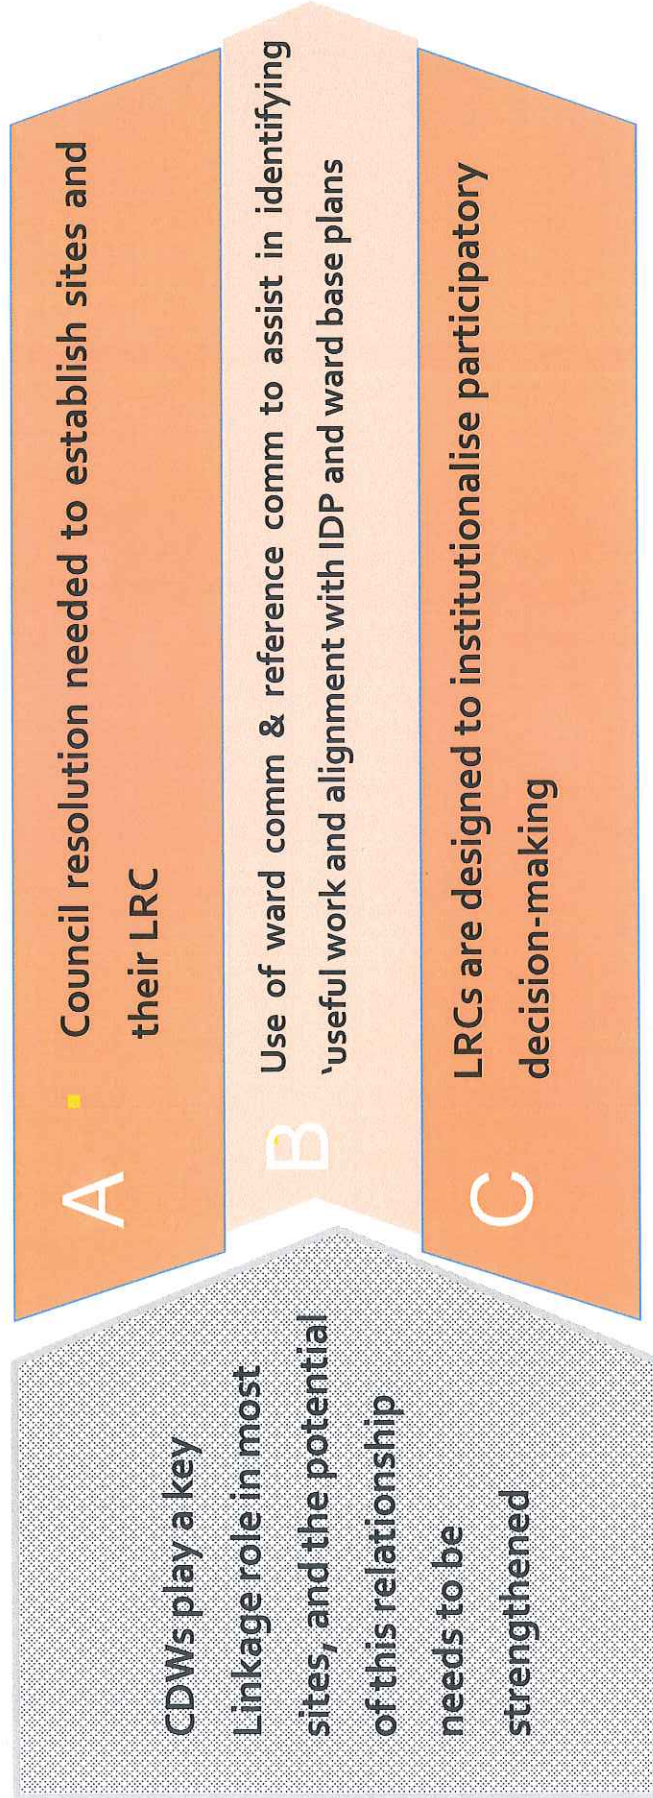 CDWs play a key
Linkage role in most
sites, and the potential
of this relationship
needs to be
strengthened
A
Council resolution needed to establish sites and
their LRC
B
Use of ward comm & reference comm to assist in identifying
‘useful work and alignment with IDP and ward base plans
C
LRCs are designed to institutionalise participatory
decision-making